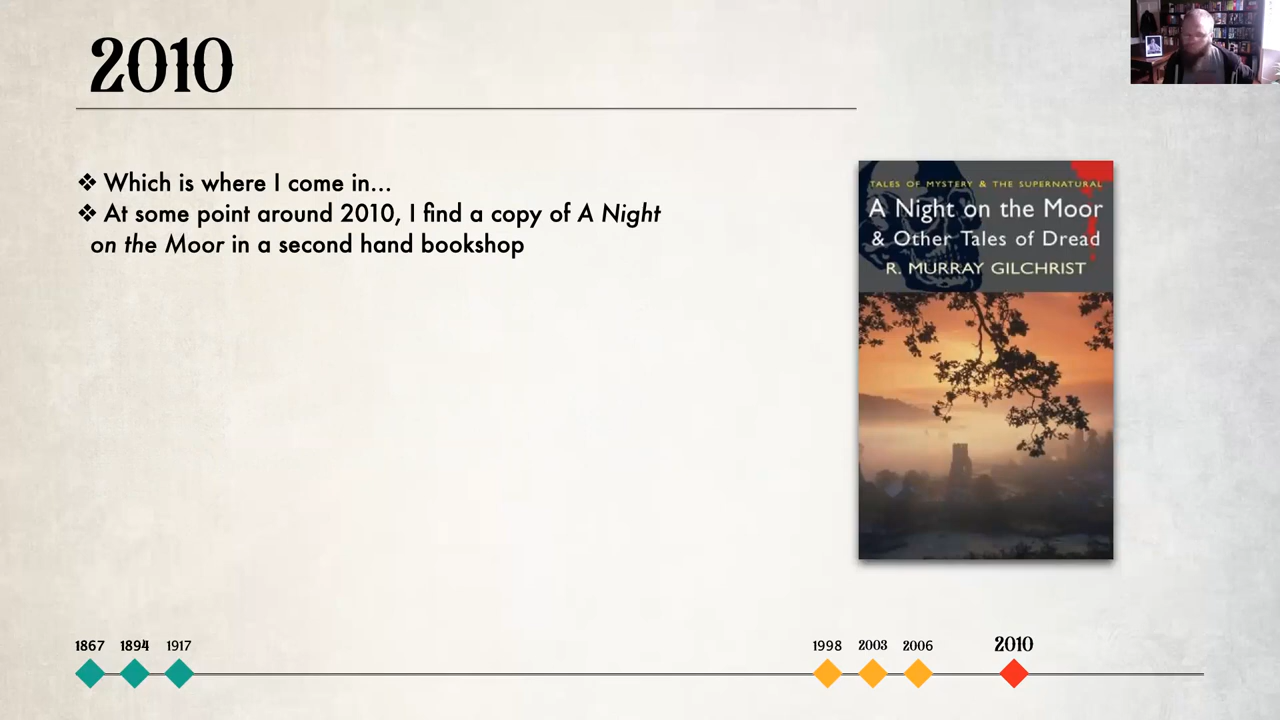 2010
❖ Which is where I come in...
❖ At some point around 2010, I find a copy of A Night
on the Moor in a second hand bookshop
TALES OF MYSTERY & THE SUPERNATURAL
A Night on the Moor
& Other Tales of Dread
R. MURRAY GILCHRIST
1867 1894 1917 1998 2003 2006 2010